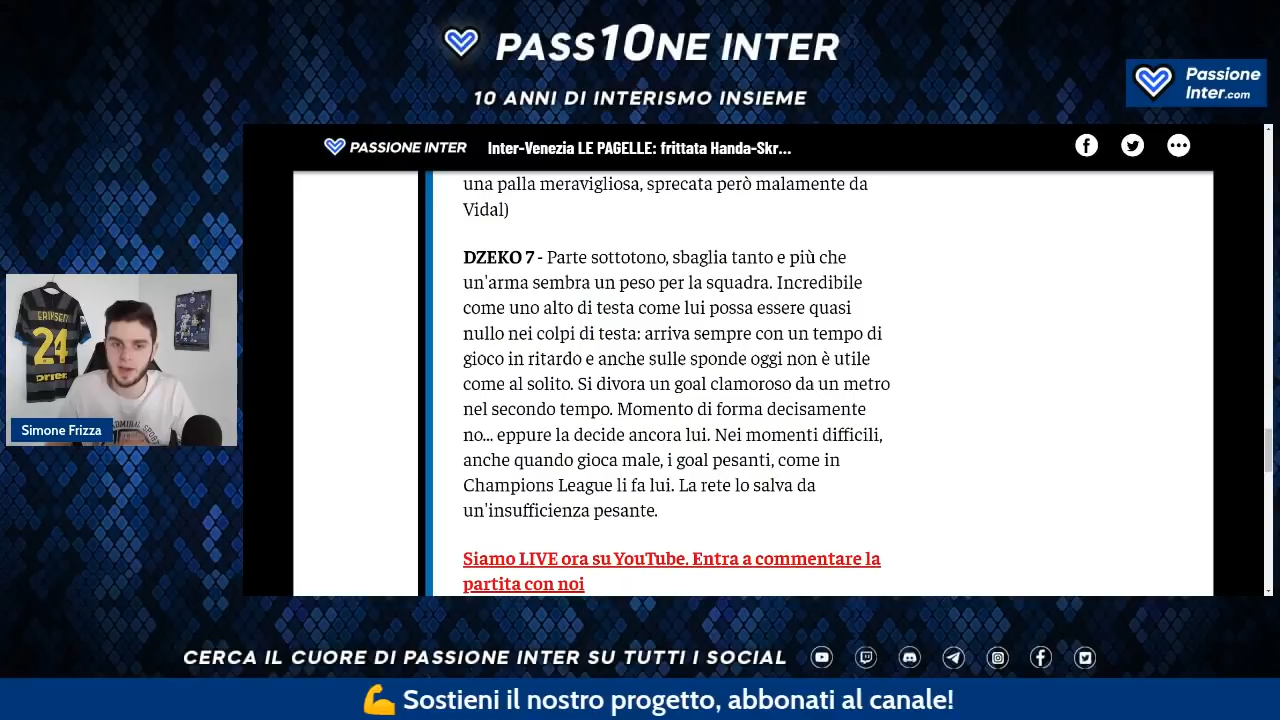 PASS10NE INTER
10 ANNI DI INTERISMO INSIEME
Passione
Inter.com
PASSIONE INTER
Inter-Venezia LE PAGELLE: frittata Handa-Skr...
una palla meravigliosa, sprecata però malamente da
Vidal)
DZEKO 7 - Parte sottotono, sbaglia tanto e più che
un'arma sembra un peso per la squadra. Incredibile
come uno alto di testa come lui possa essere quasi
nullo nei colpi di testa: arriva sempre con un tempo di
gioco in ritardo e anche sulle sponde oggi non è utile
come al solito. Si divora un goal clamoroso da un metro
nel secondo tempo. Momento di forma decisamente
no... eppure la decide ancora lui. Nei momenti difficili,
anche quando gioca male, i goal pesanti, come in
Champions League li fa lui. La rete lo salva da
un'insufficienza pesante.
Siamo LIVE ora su YouTube. Entra a commentare la
partita con noi
ERIKSEN
24
Simone Frizza
CERCA IL CUORE DI PASSIONE INTER SU TUTTI I SOCIAL
💪 Sostieni il nostro progetto, abbonati al canale!